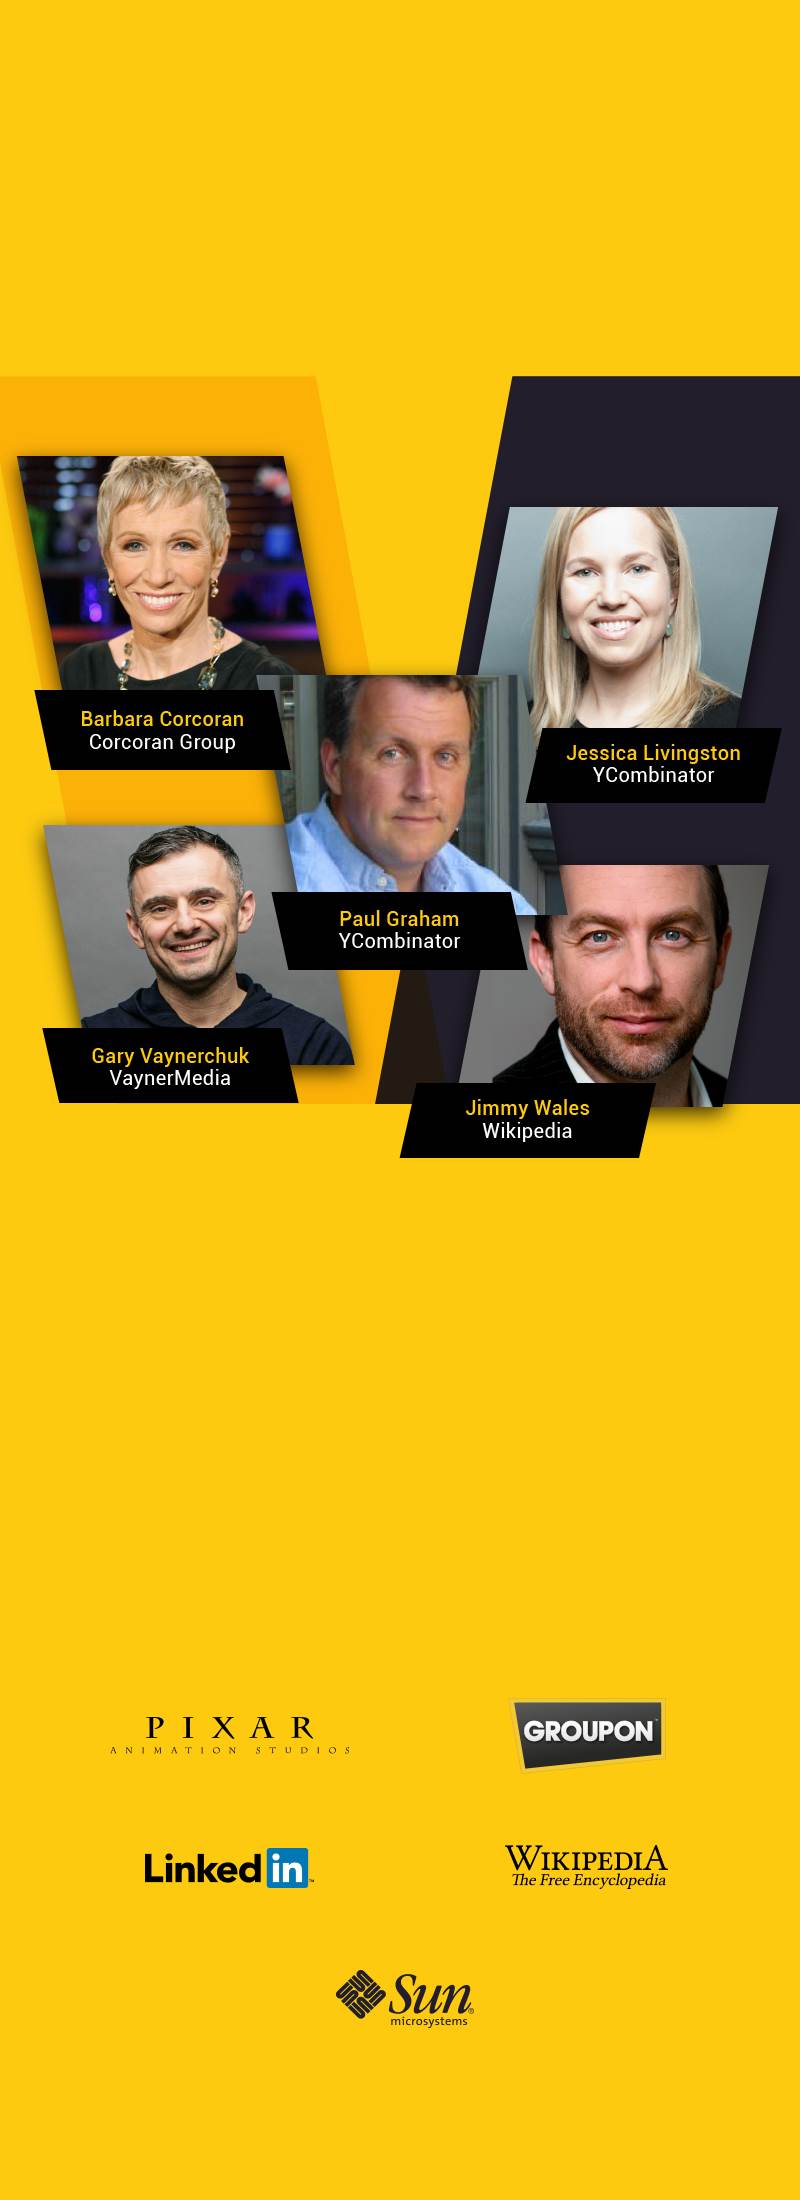 Barbara Corcoran
Corcoran Group
Jessica Livingston
YCombinator
Paul Graham
YCombinator
Gary Vaynerchuk
VaynerMedia
Jimmy Wales
Wikipedia
PIXAR
ANIMATION STUDIOS
GROUPON
Linked in™
WIKIPEDIA
The Free Encyclopedia
Sun®
microsystems